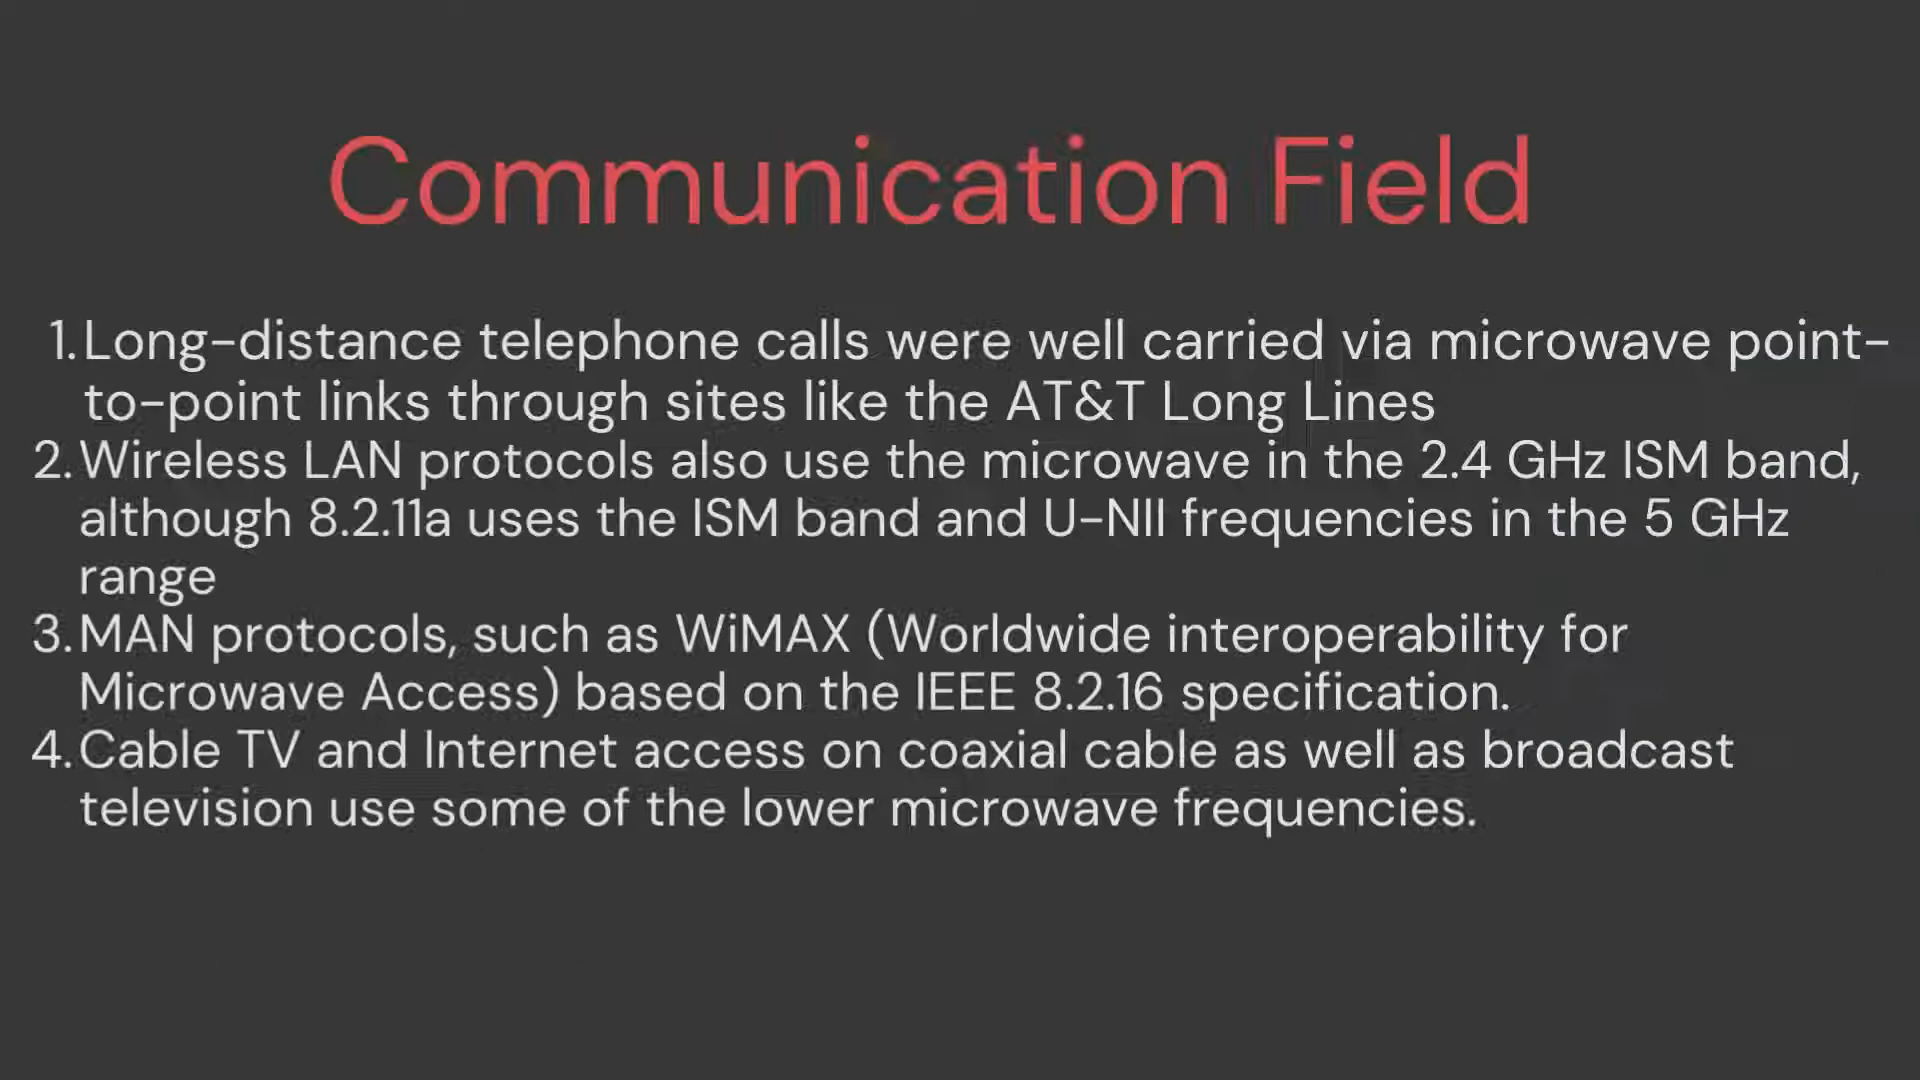 Communication Field
1. Long-distance telephone calls were well carried via microwave point-
to-point links through sites like the AT&T Long Lines
2. Wireless LAN protocols also use the microwave in the 2.4 GHz ISM band,
although 8.2.11a uses the ISM band and U-NII frequencies in the 5 GHz
range
3. MAN protocols, such as WiMAX (Worldwide interoperability for
Microwave Access) based on the IEEE 8.2.16 specification.
4. Cable TV and Internet access on coaxial cable as well as broadcast
television use some of the lower microwave frequencies.